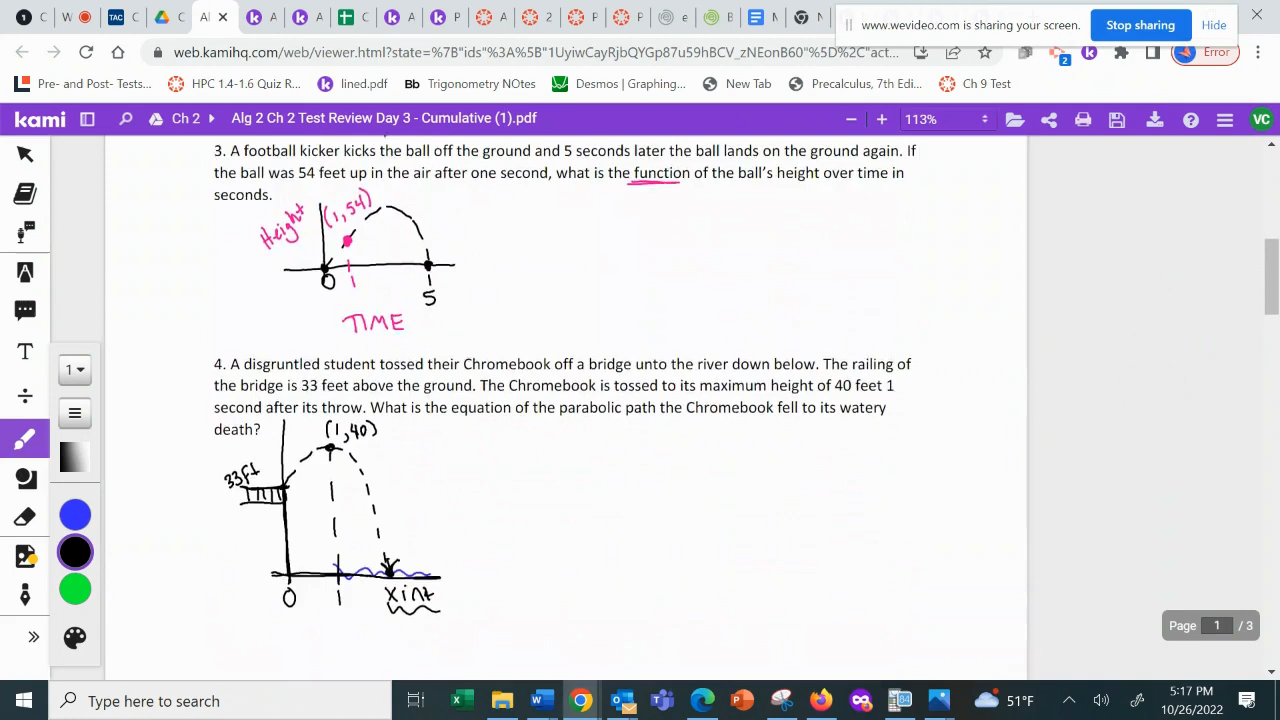 www.wevideo.com is sharing your screen. Stop sharing Hide
web.kamihq.com/web/viewer.html?state=%7B"ids"%3A%5B"1UyiwCayRjbQYGp87u59hBCV_zNEonB60"%5D%2C"act... Error
Pre- and Post- Tests... HPC 1.4-1.6 Quiz R... lined.pdf Bb Trigonometry NOtes Desmos | Graphing... New Tab Precalculus, 7th Edi... Ch 9 Test
kami Ch 2 Alg 2 Ch 2 Test Review Day 3 - Cumulative (1).pdf 113% VC
3. A football kicker kicks the ball off the ground and 5 seconds later the ball lands on the ground again. If
the ball was 54 feet up in the air after one second, what is the function of the ball's height over time in
seconds.
Height
(1,54)
0 1 5
TIME
4. A disgruntled student tossed their Chromebook off a bridge unto the river down below. The railing of
the bridge is 33 feet above the ground. The Chromebook is tossed to its maximum height of 40 feet 1
second after its throw. What is the equation of the parabolic path the Chromebook fell to its watery
death?
(1,40)
33ft
0 1 xint
Page 1 / 3
Type here to search
51°F
5:17 PM
10/26/2022